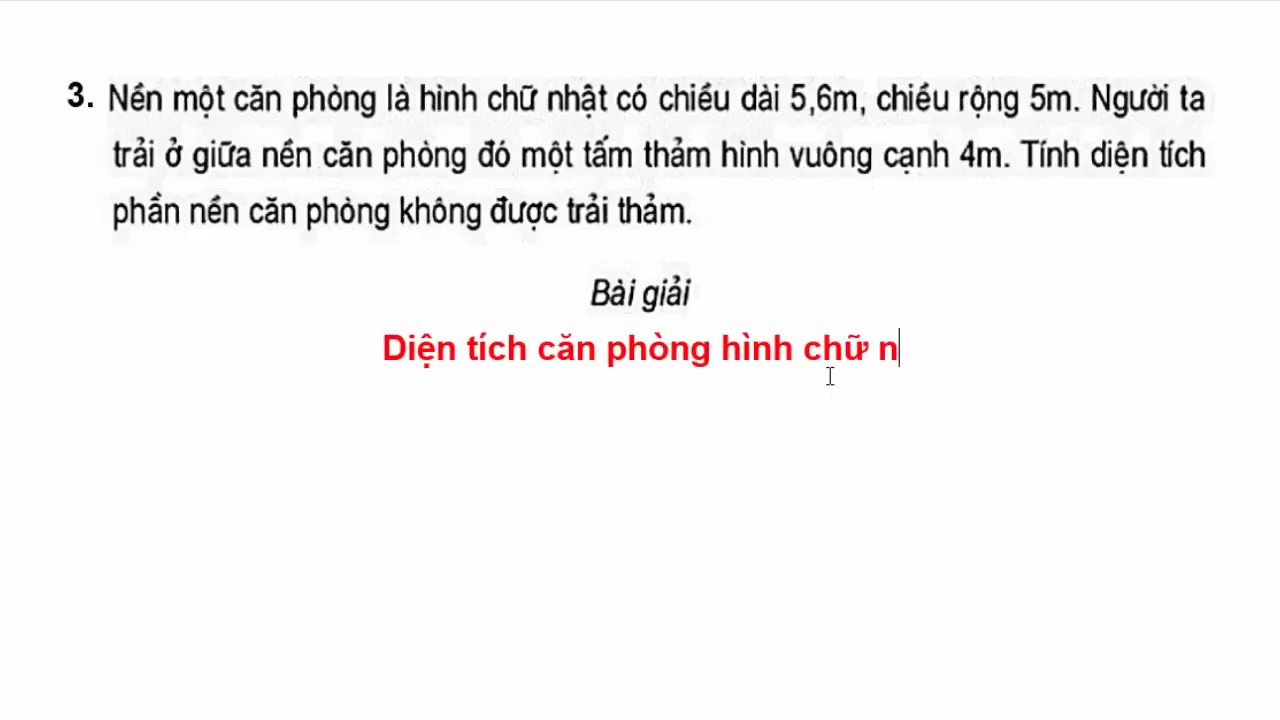 3. Nền một căn phòng là hình chữ nhật có chiều dài 5,6m, chiều rộng 5m. Người ta
trải ở giữa nền căn phòng đó một tấm thảm hình vuông cạnh 4m. Tính diện tích
phần nền căn phòng không được trải thảm.
Bài giải
Diện tích căn phòng hình chữ n